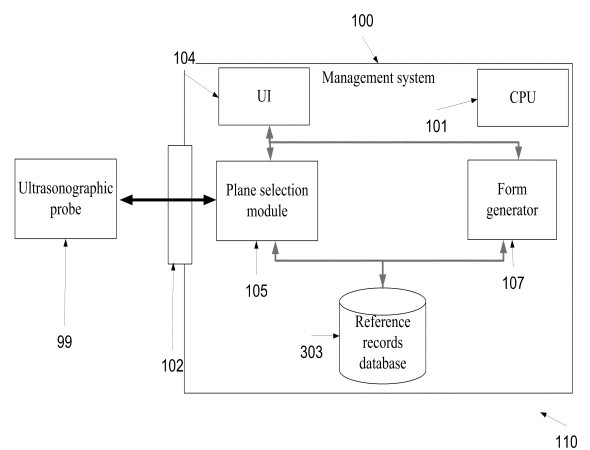 100
104
Management system
UI
CPU
101
Ultrasonographic
probe
Plane selection
module
Form
generator
105
107
99
102
303
Reference
records
database
110